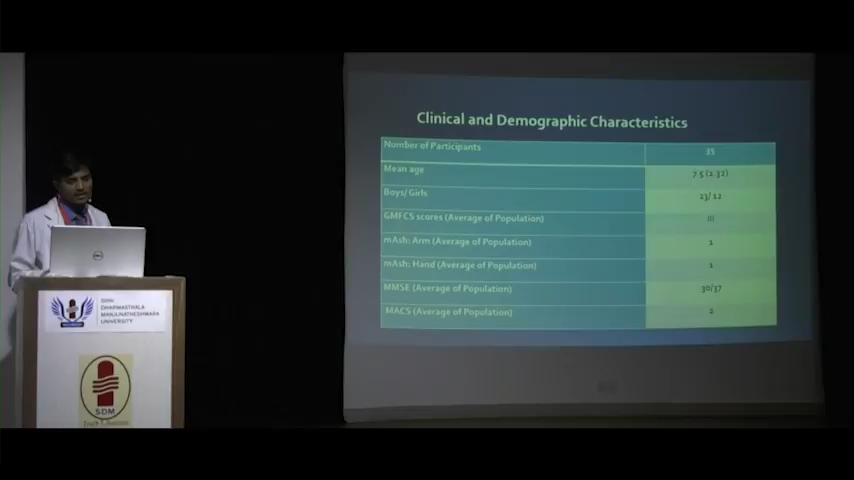 Clinical and Demographic Characteristics
Number of Participants 35
Mean age 7.5 (2.32)
Boys/ Girls 23/ 12
GMFCS scores (Average of Population) III
mAsh: Arm (Average of Population) 1
mAsh: Hand (Average of Population) 1
MMSE (Average of Population) 30/37
MACS (Average of Population) 2
DELL
SHRI
DHARMASTHALA
MANJUNATHESHWARA
UNIVERSITY
SDM